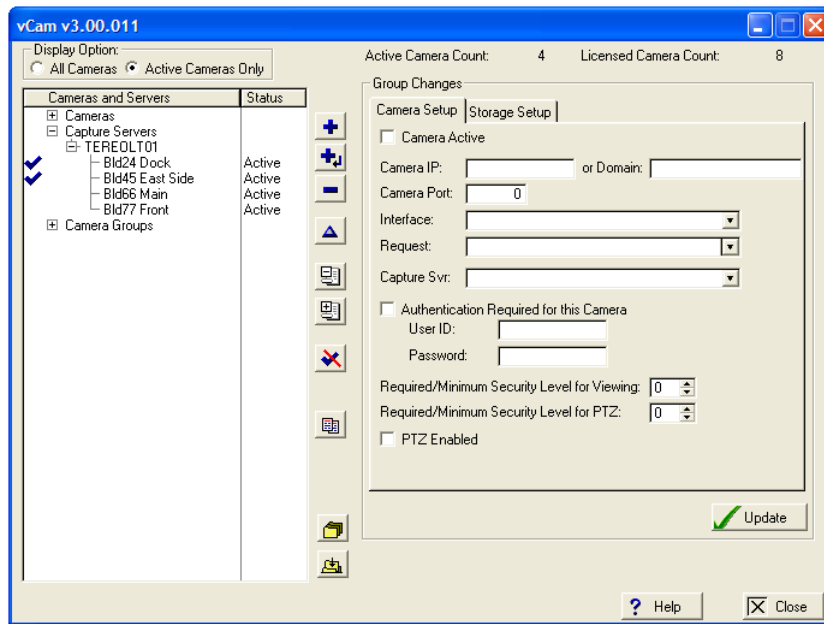 vCam v3.00.011
Display Option:
All Cameras Active Cameras Only
Active Camera Count: 4 Licensed Camera Count: 8
Cameras and Servers Status
Cameras
Capture Servers
TEREOLT01
Bld24 Dock Active
Bld45 East Side Active
Bld66 Main Active
Bld77 Front Active
Camera Groups
Group Changes
Camera Setup Storage Setup
Camera Active
Camera IP: or Domain:
Camera Port: 0
Interface:
Request:
Capture Svr:
Authentication Required for this Camera
User ID:
Password:
Required/Minimum Security Level for Viewing: 0
Required/Minimum Security Level for PTZ: 0
PTZ Enabled
Update
? Help
Close